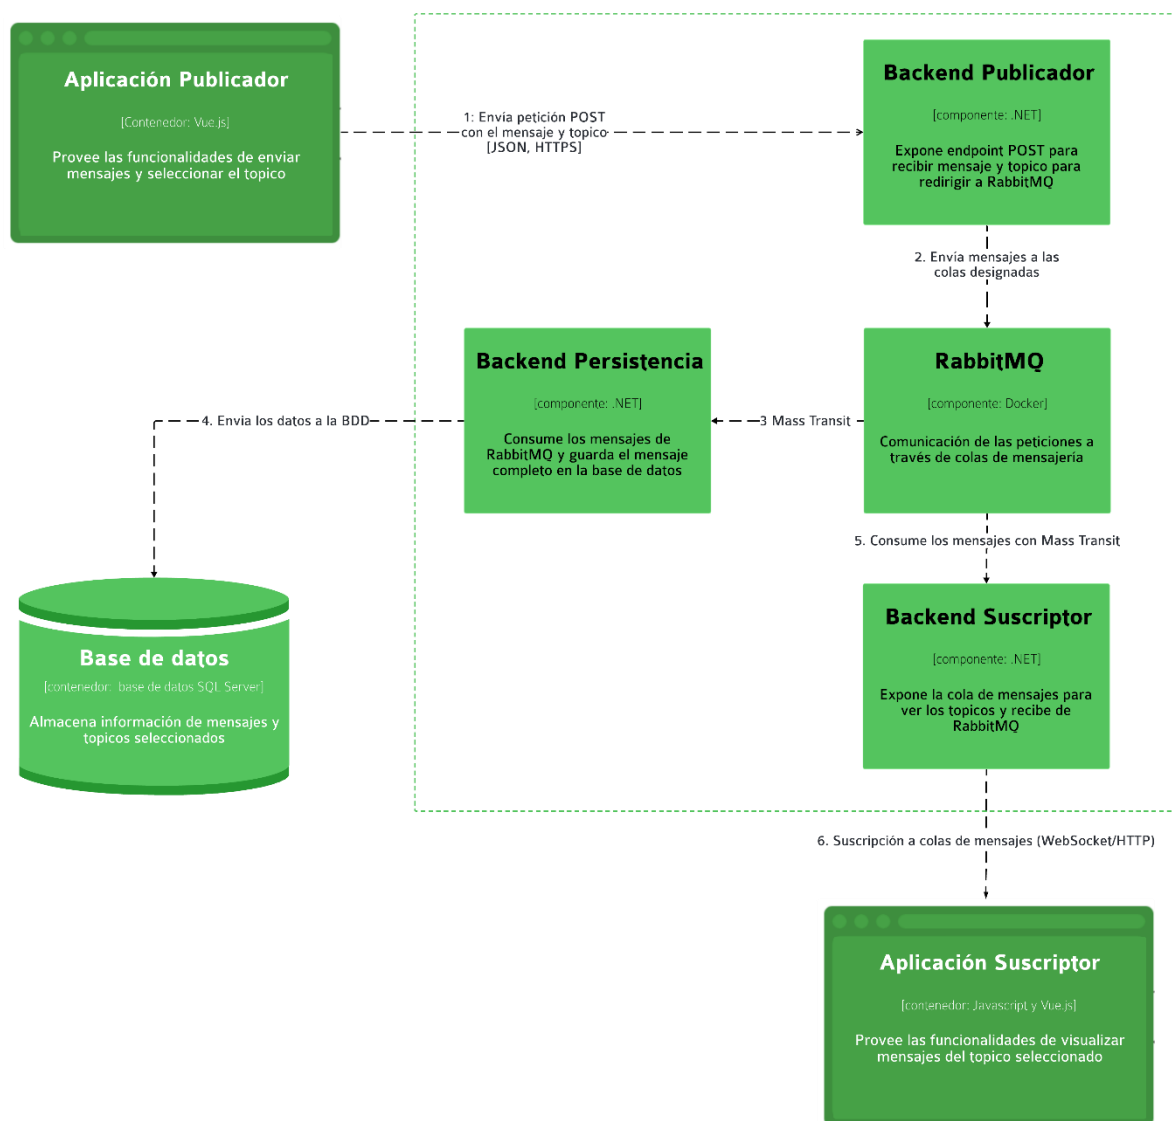 Aplicación Publicador
[Contenedor: Vue.js]
Provee las funcionalidades de enviar
mensajes y seleccionar el topico
1: Envía petición POST
con el mensaje y topico
[JSON, HTTPS]
Backend Publicador
[componente: .NET]
Expone endpoint POST para
recibir mensaje y topico para
redirigir a RabbitMQ
2. Envía mensajes a las
colas designadas
RabbitMQ
[componente: Docker]
Comunicación de las peticiones a
través de colas de mensajería
3 Mass Transit
Backend Persistencia
[componente: .NET]
Consume los mensajes de
RabbitMQ y guarda el mensaje
completo en la base de datos
4. Envia los datos a la BDD
Base de datos
[contenedor: base de datos SQL Server]
Almacena información de mensajes y
topicos seleccionados
5. Consume los mensajes con Mass Transit
Backend Suscriptor
[componente: .NET]
Expone la cola de mensajes para
ver los topicos y recibe de
RabbitMQ
6. Suscripción a colas de mensajes (WebSocket/HTTP)
Aplicación Suscriptor
[contenedor: Javascript y Vue.js]
Provee las funcionalidades de visualizar
mensajes del topico seleccionado